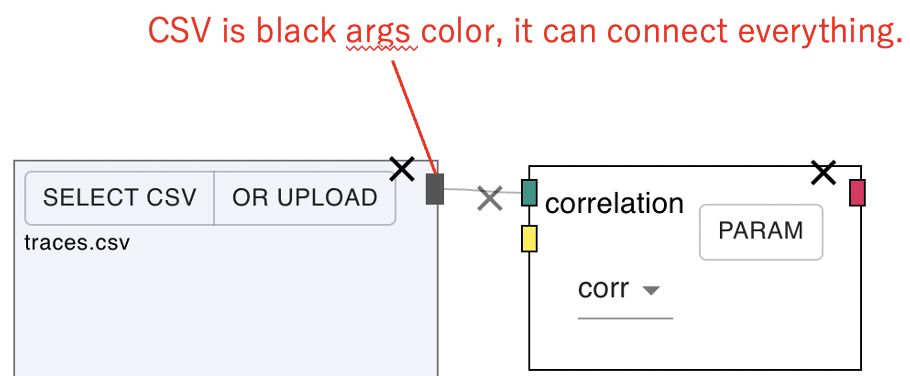 CSV is black args color, it can connect everything.
SELECT CSV
OR UPLOAD
traces.csv
correlation
PARAM
corr